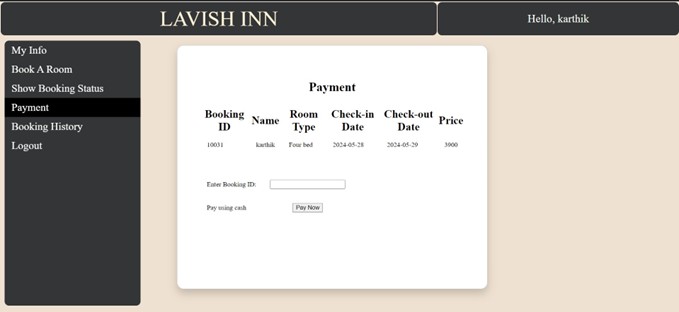 LAVISH INN
Hello, karthik
My Info
Book A Room
Show Booking Status
Payment
Booking History
Logout
Payment
Booking ID Name Room Type Check-in Date Check-out Date Price
10031 karthik Four bed 2024-05-28 2024-05-29 3900
Enter Booking ID:
Pay using cash Pay Now